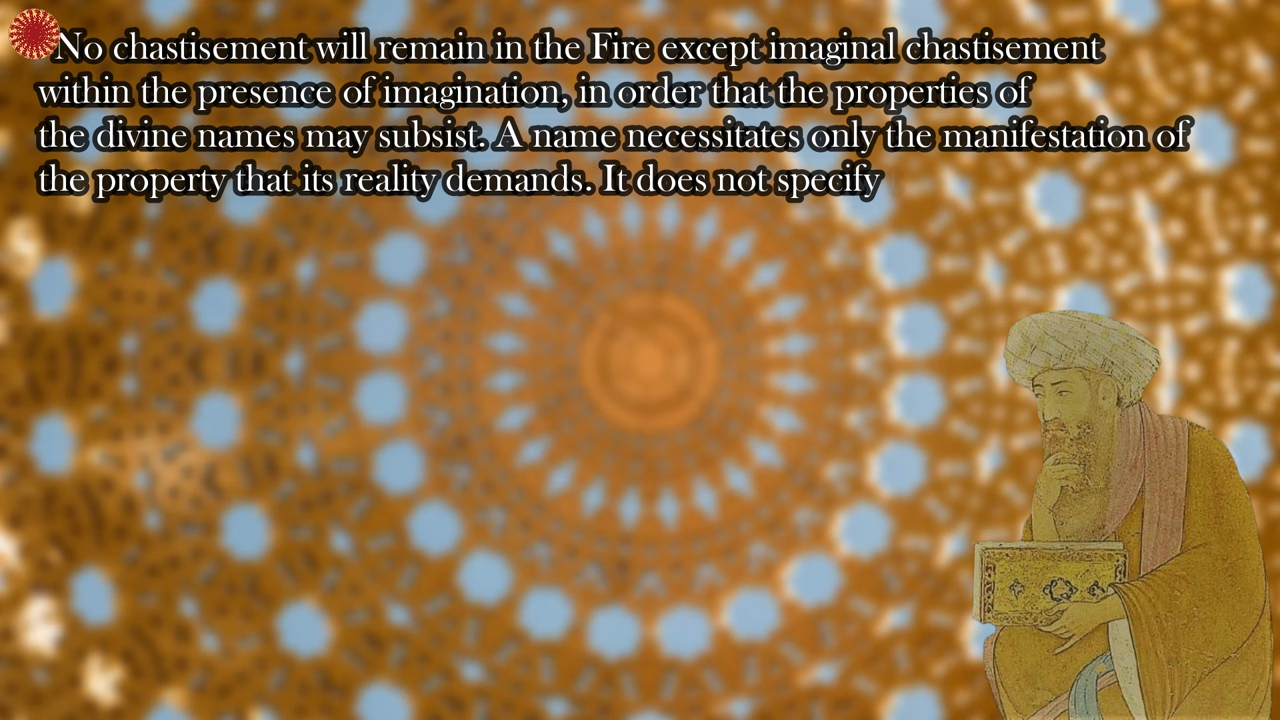 No chastisement will remain in the Fire except imaginal chastisement
within the presence of imagination, in order that the properties of
the divine names may subsist. A name necessitates only the manifestation of
the property that its reality demands. It does not specify